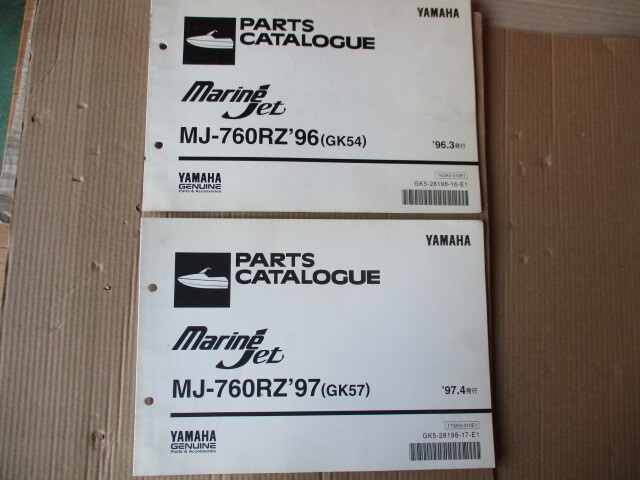 YAMAHA
PARTS
CATALOGUE
Marine Jet
MJ-760RZ'96(GK54)
'96.3発行
YAMAHA
GENUINE
Parts & Accessories
GK5-28198-16-E1
YAMAHA
PARTS
CATALOGUE
Marine Jet
MJ-760RZ'97(GK57)
'97.4発行
YAMAHA
GENUINE
Parts & Accessories
17GK5-010E1
GK5-28198-17-E1